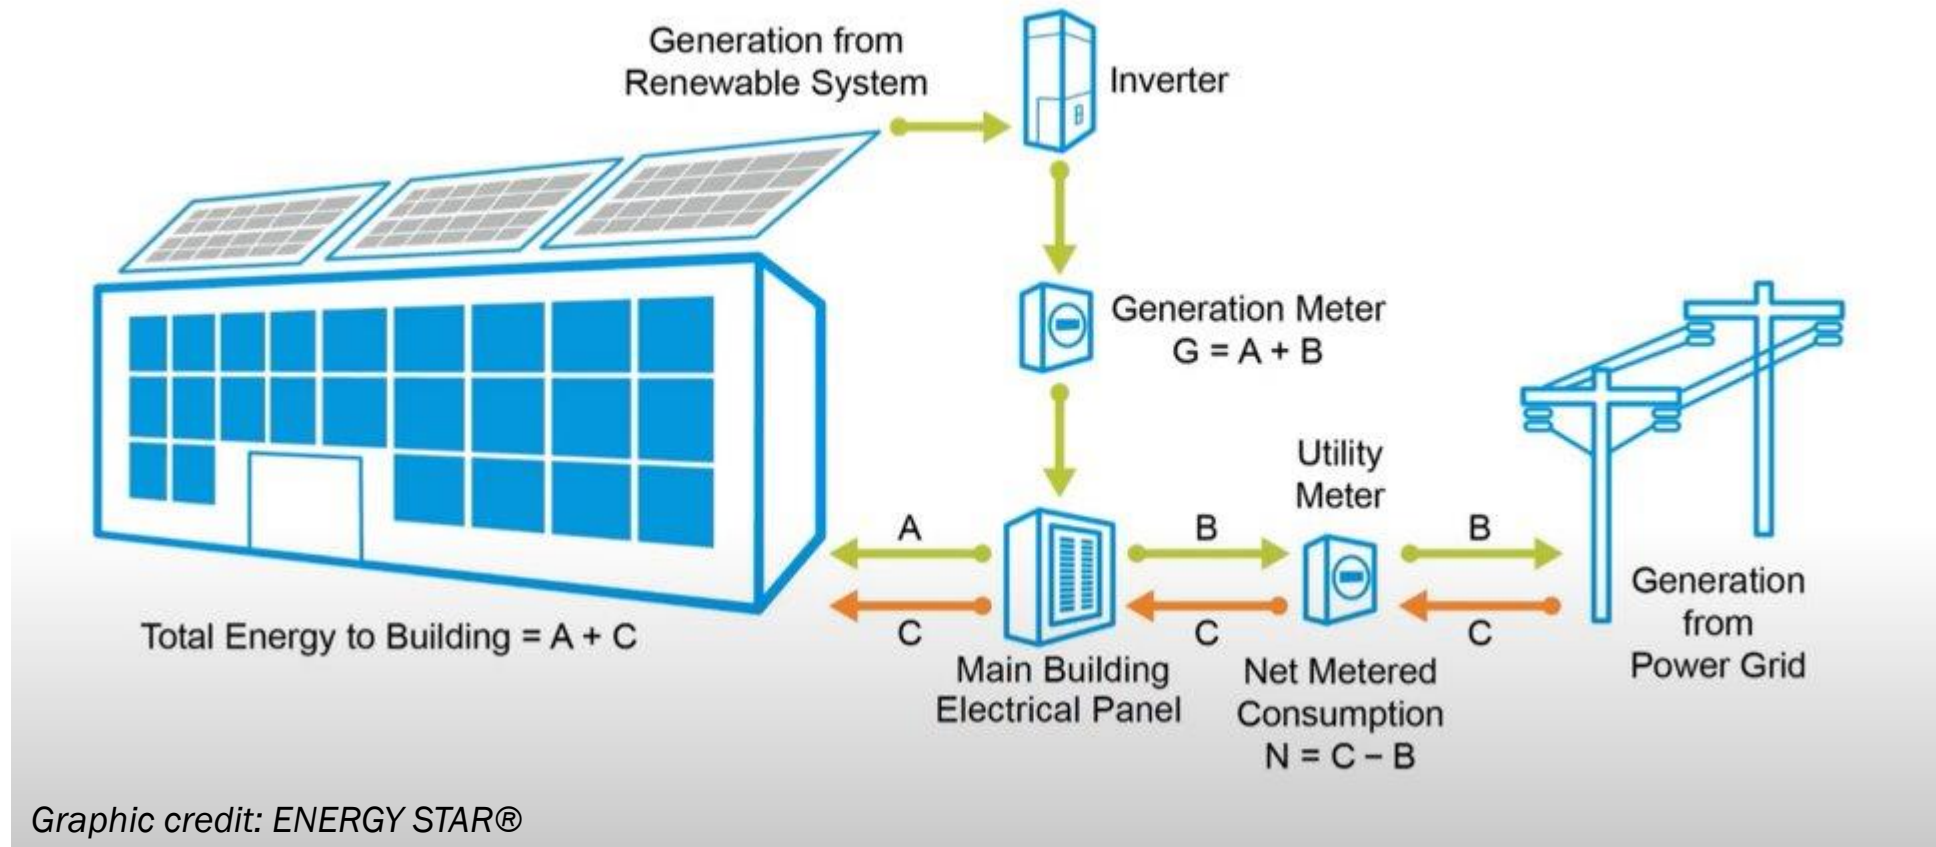 Generation from
Renewable System
Inverter
Generation Meter
G = A + B
Utility
Meter
A
B
B
C
C
C
Generation
from
Power Grid
Total Energy to Building = A + C
Main Building
Electrical Panel
Net Metered
Consumption
N = C – B
Graphic credit: ENERGY STAR®